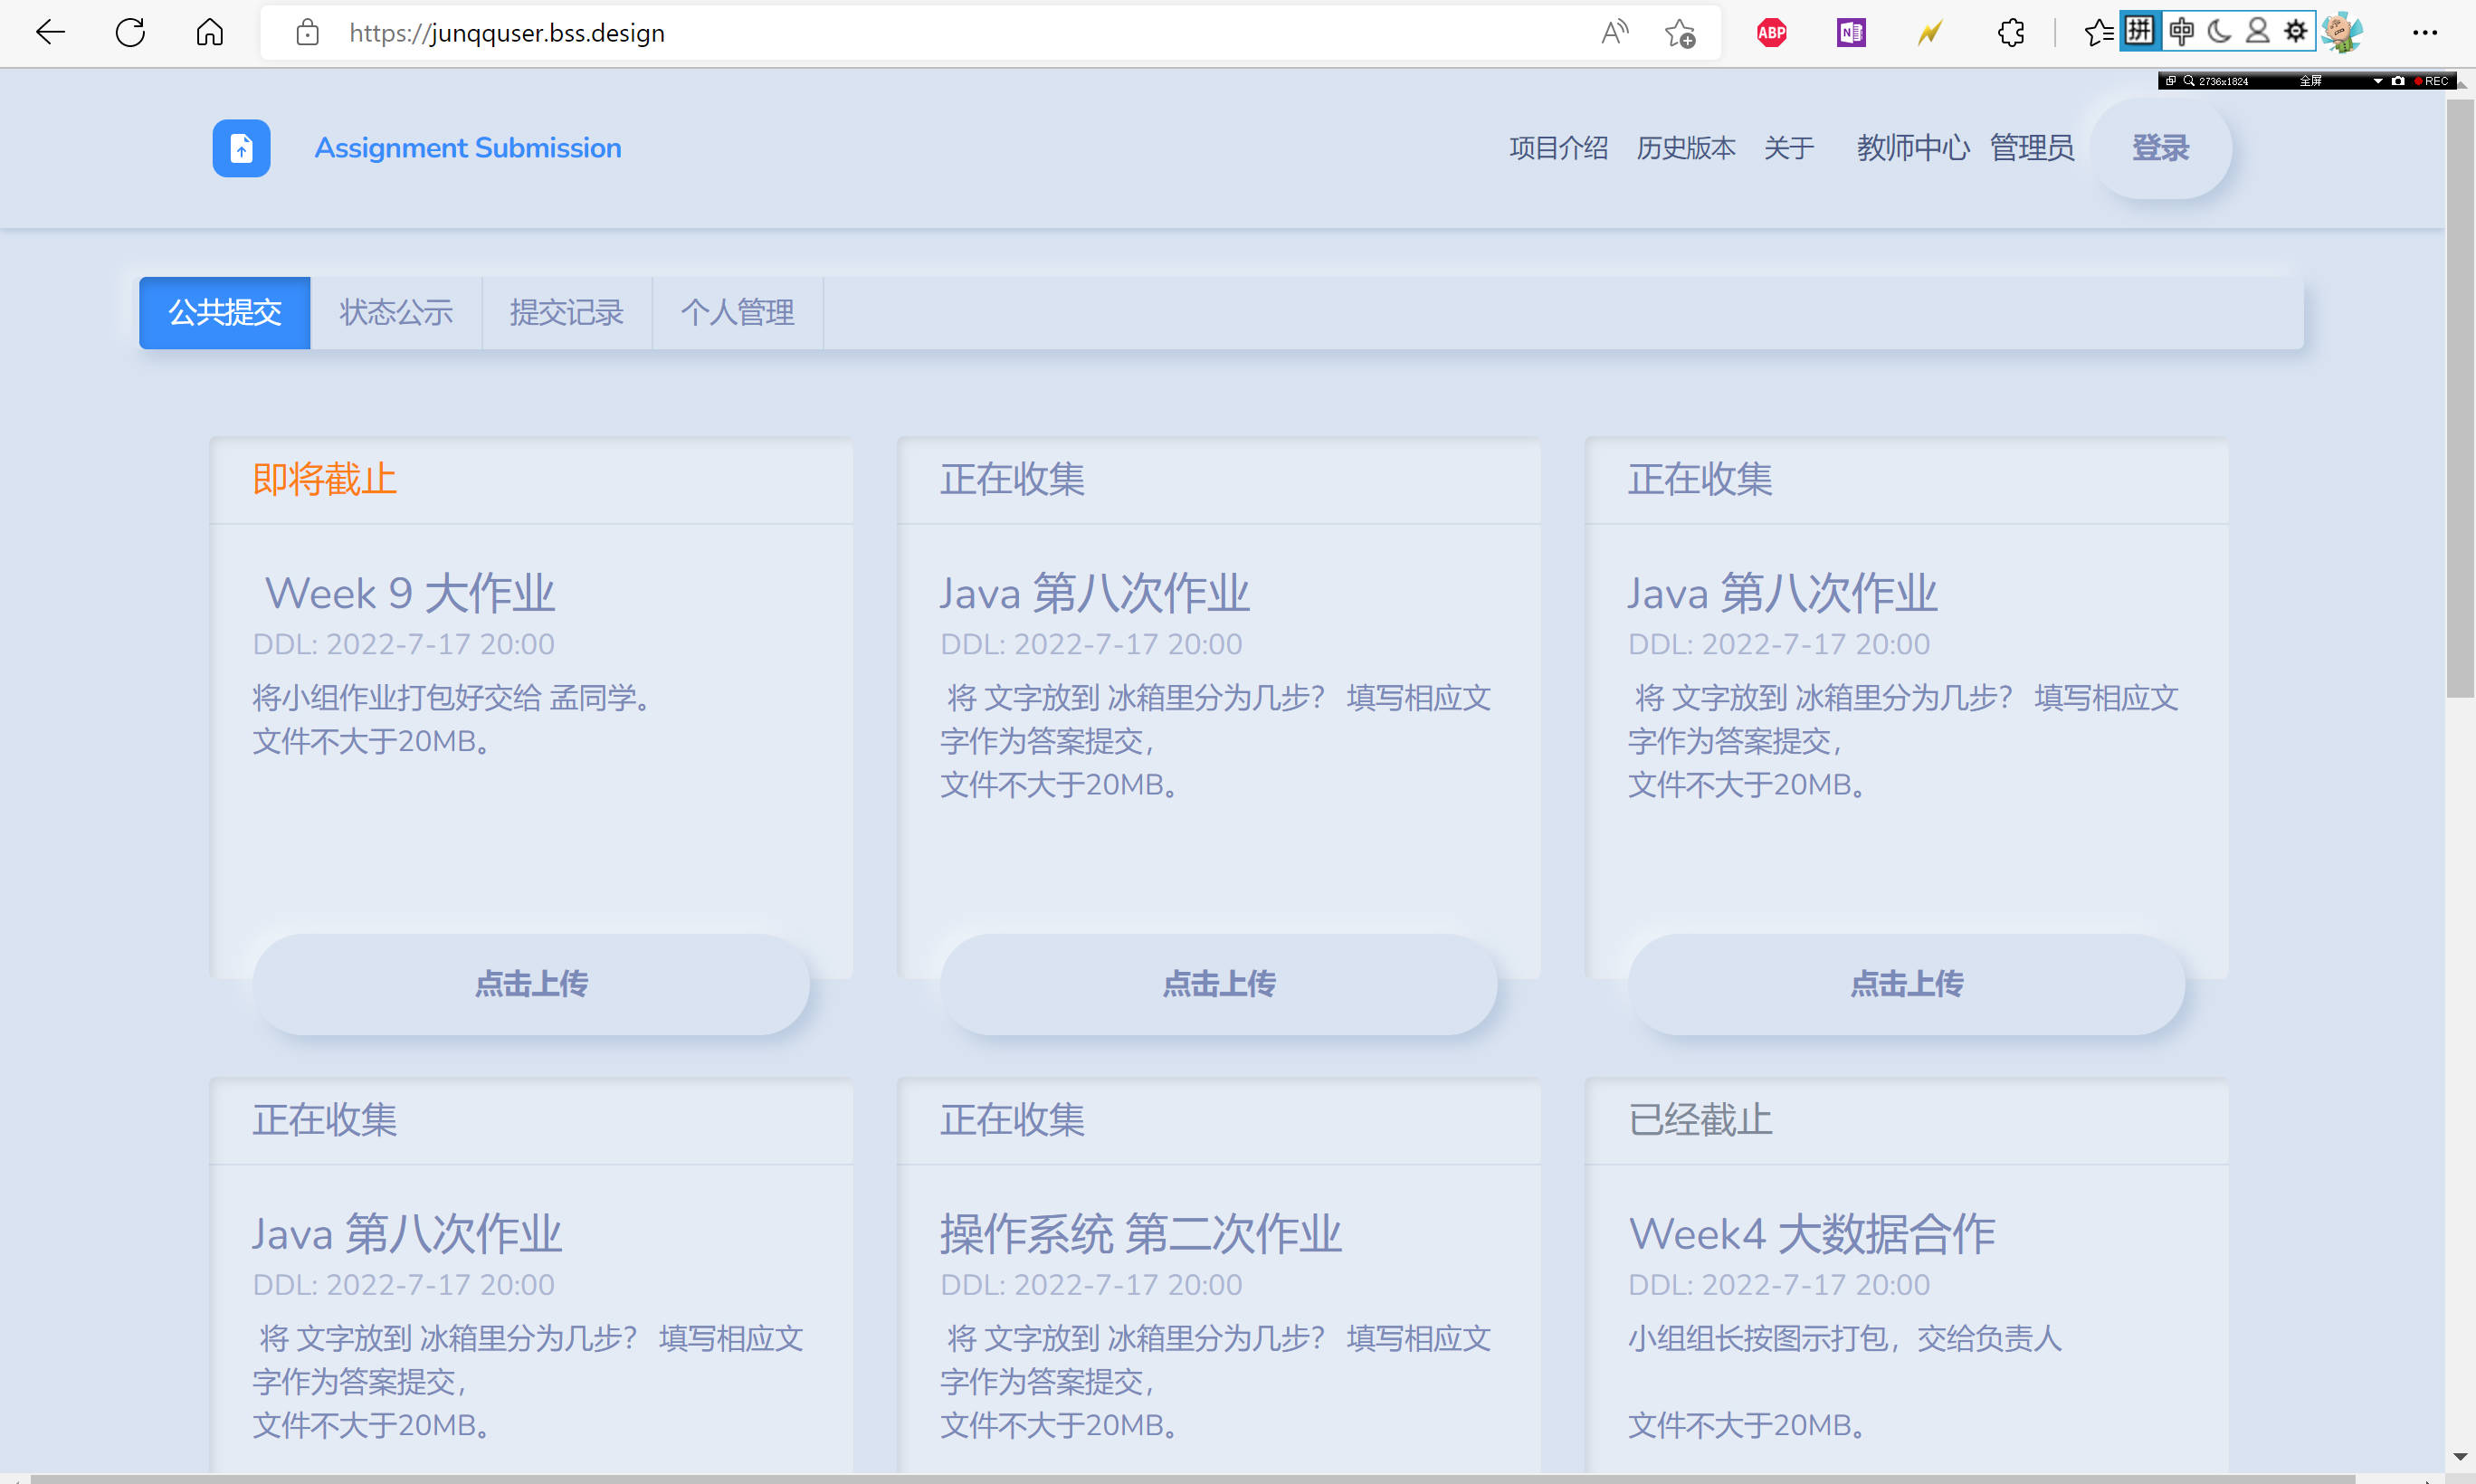 https://junqquser.bss.design
ABP
N
拼 中
2736x1824 全屏 REC
Assignment Submission
项目介绍 历史版本 关于 教师中心 管理员 登录
公共提交 状态公示 提交记录 个人管理
即将截止
Week 9 大作业
DDL: 2022-7-17 20:00
将小组作业打包好交给 孟同学。
文件不大于20MB。
点击上传
正在收集
Java 第八次作业
DDL: 2022-7-17 20:00
将 文字放到 冰箱里分为几步？ 填写相应文
字作为答案提交，
文件不大于20MB。
点击上传
正在收集
Java 第八次作业
DDL: 2022-7-17 20:00
将 文字放到 冰箱里分为几步？ 填写相应文
字作为答案提交，
文件不大于20MB。
点击上传
正在收集
Java 第八次作业
DDL: 2022-7-17 20:00
将 文字放到 冰箱里分为几步？ 填写相应文
字作为答案提交，
文件不大于20MB。
正在收集
操作系统 第二次作业
DDL: 2022-7-17 20:00
将 文字放到 冰箱里分为几步？ 填写相应文
字作为答案提交，
文件不大于20MB。
已经截止
Week4 大数据合作
DDL: 2022-7-17 20:00
小组组长按图示打包，交给负责人
文件不大于20MB。